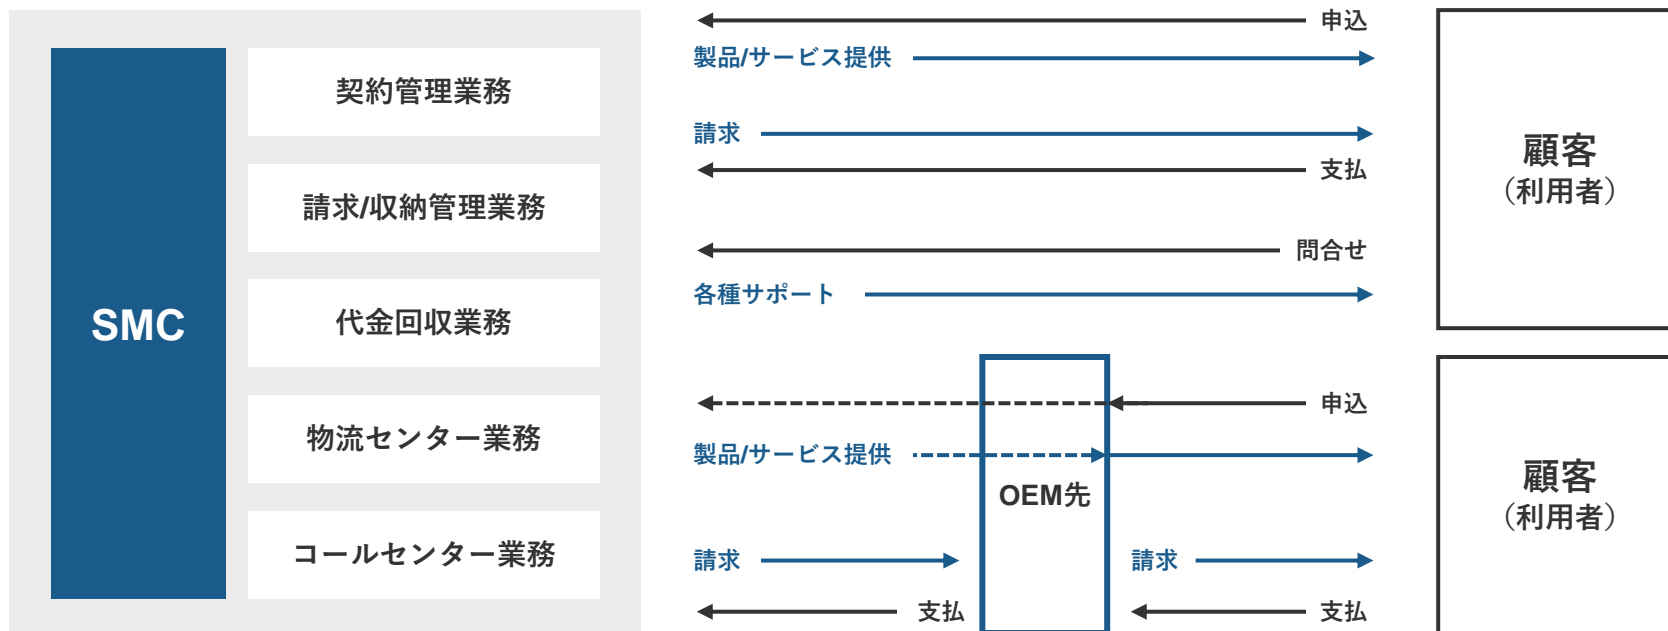 SMC
契約管理業務
請求/収納管理業務
代金回収業務
物流センター業務
コールセンター業務
申込
製品/サービス提供
請求
支払
問合せ
各種サポート
顧客
（利用者）
申込
製品/サービス提供
OEM先
請求
請求
支払
支払
顧客
（利用者）